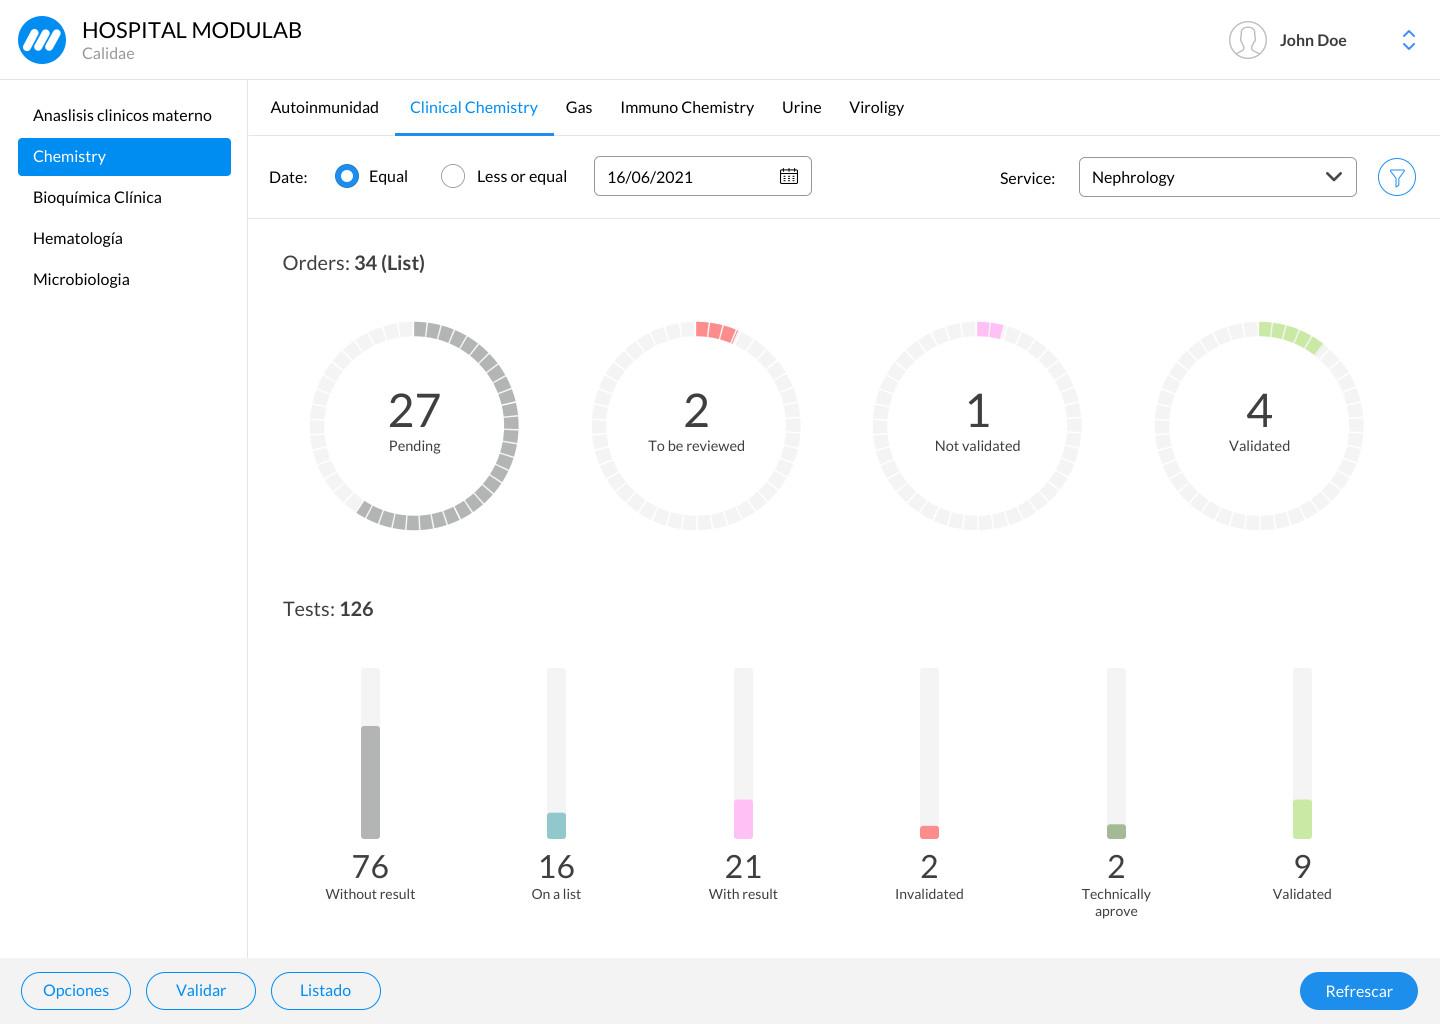 HOSPITAL MODULAB
Calidae
John Doe
Anaslisis clinicos materno
Chemistry
Bioquímica Clínica
Hematología
Microbiologia
Autoinmunidad
Clinical Chemistry
Gas
Immuno Chemistry
Urine
Viroligy
Date:
Equal
Less or equal
16/06/2021
Service:
Nephrology
Orders: 34 (List)
27
Pending
2
To be reviewed
1
Not validated
4
Validated
Tests: 126
76
Without result
16
On a list
21
With result
2
Invalidated
2
Technically
aprove
9
Validated
Opciones
Validar
Listado
Refrescar